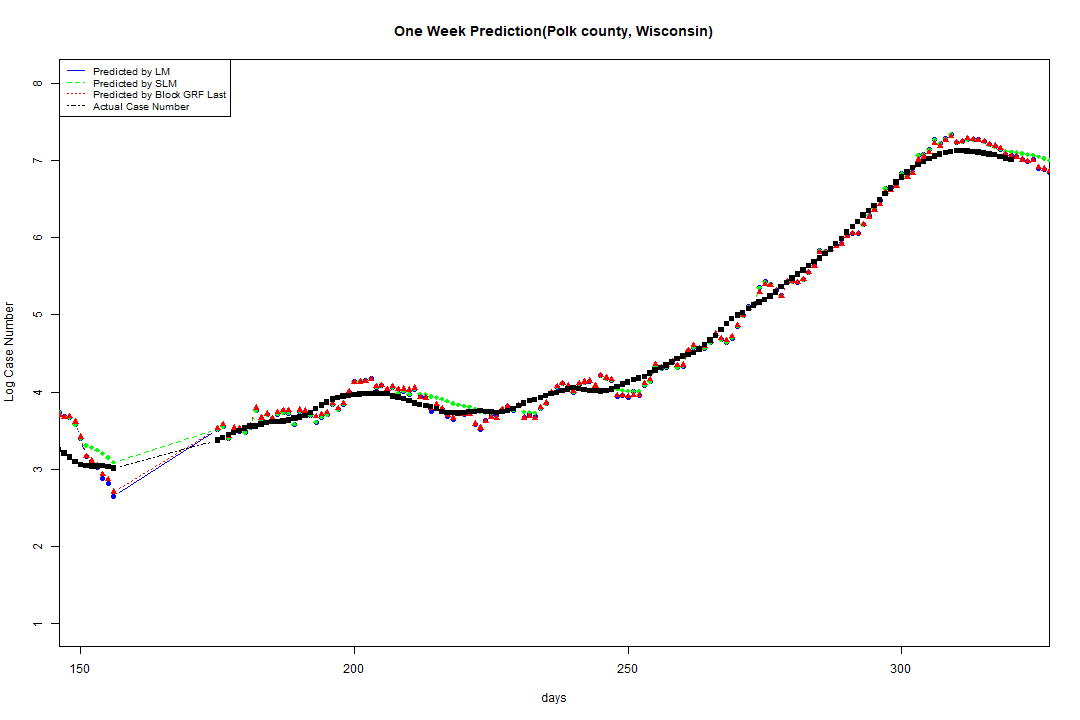 One Week Prediction(Polk county, Wisconsin)
Predicted by LM
Predicted by SLM
Predicted by Block GRF Last
Actual Case Number
8
7
6
5
4
3
2
1
Log Case Number
150
200
250
300
days